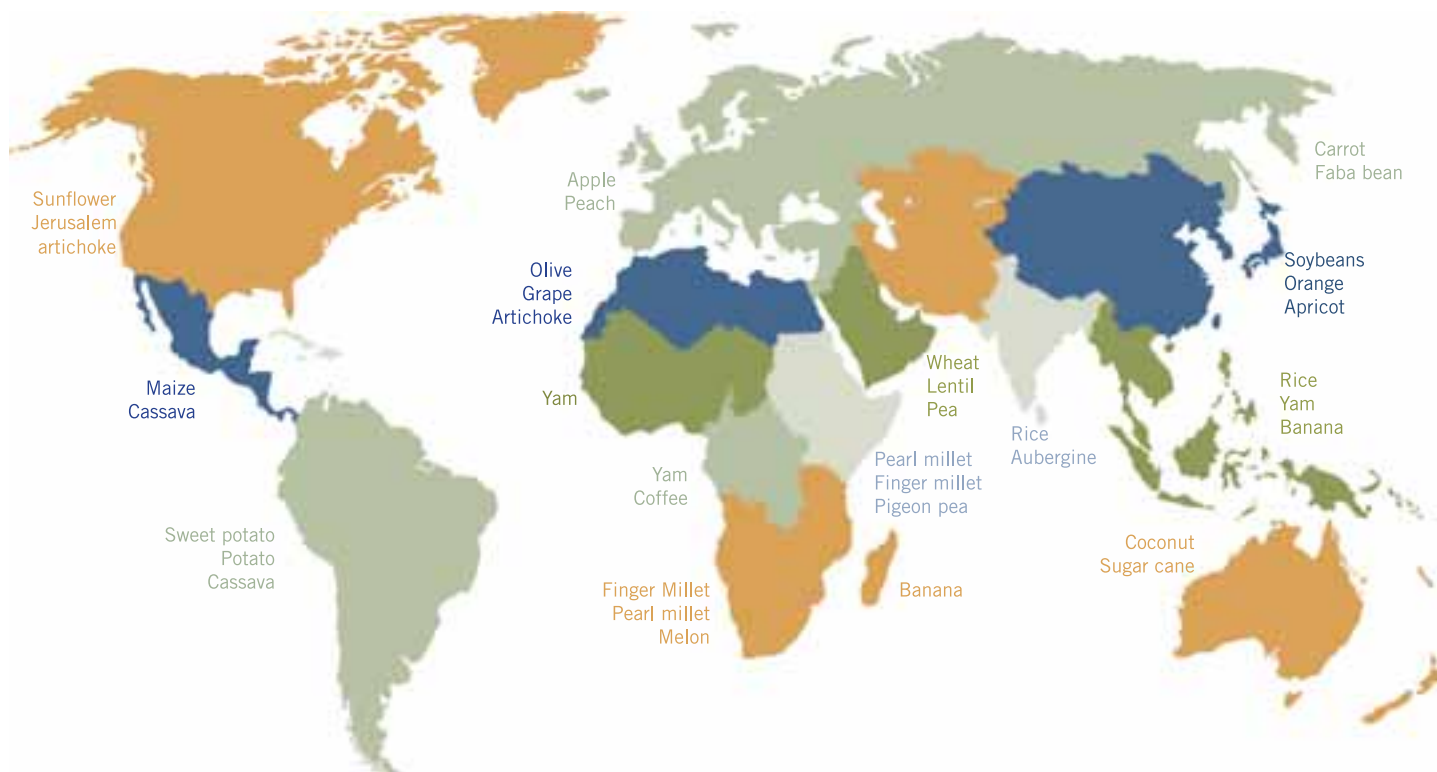 Sunflower
Jerusalem
artichoke
Maize
Cassava
Sweet potato
Potato
Cassava
Apple
Peach
Carrot
Faba bean
Olive
Grape
Artichoke
Yam
Yam
Coffee
Finger Millet
Pearl millet
Melon
Banana
Pearl millet
Finger millet
Pigeon pea
Wheat
Lentil
Pea
Rice
Aubergine
Soybeans
Orange
Apricot
Rice
Yam
Banana
Coconut
Sugar cane